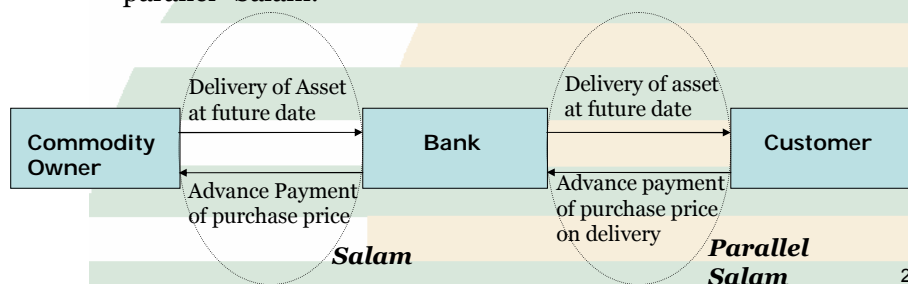 parallel "Salam.
Delivery of Asset
at future date
Delivery of asset
at future date
Commodity
Owner
Bank
Customer
Advance Payment
of purchase price
Advance payment
of purchase price
on delivery
Salam
Parallel
Salam
2